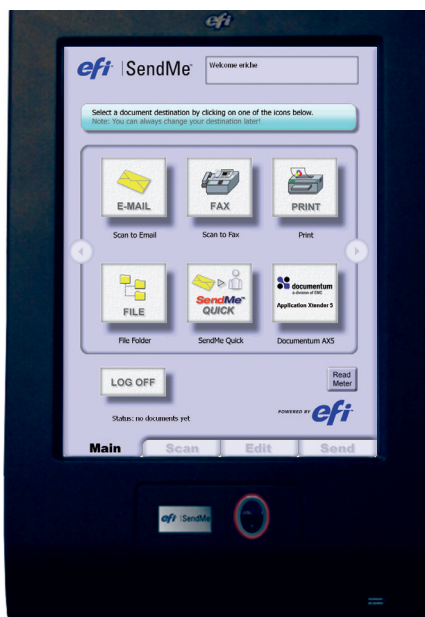 efi
efi SendMe™
Welcome erkhe
Select a document destination by clicking on one of the icons below.
Note: You can always change your destination later!
E-MAIL
FAX
PRINT
Scan to Email
Scan to Fax
Print
FILE
SendMe™
QUICK
documentum
a division of EMC
Application Xtender 5
File Folder
SendMe Quick
Documentum AX5
LOG OFF
Read
Meter
Status: no documents yet
POWERED BY efi
Main
Scan
Edit
Send
efi SendMe